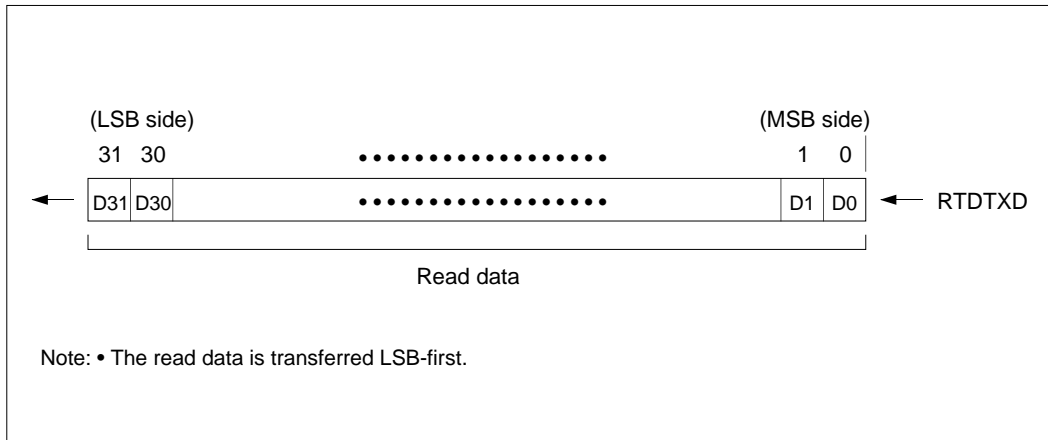 (LSB side) (MSB side)
31 30 •••••••••••••••••• 1 0
D31 D30 •••••••••••••••••• D1 D0 RTDTXD
Read data
Note: • The read data is transferred LSB-first.